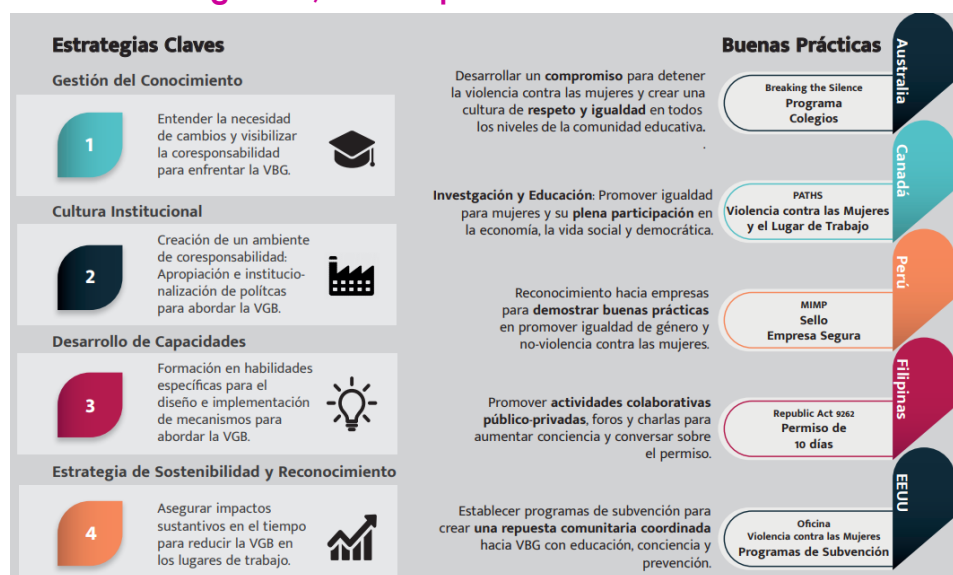 Estrategias Claves
Gestión del Conocimiento
1
Entender la necesidad
de cambios y visibilizar
la coresponsabilidad
para enfrentar la VBG.
Cultura Institucional
2
Creación de un ambiente
de coresponsabilidad:
Apropiación e institucio-
nalización de polítcas
para abordar la VGB.
Desarrollo de Capacidades
3
Formación en habilidades
específicas para el
diseño e implementación
de mecanismos para
abordar la VGB.
Estrategia de Sostenibilidad y Reconocimiento
4
Asegurar impactos
sustantivos en el tiempo
para reducir la VGB en
los lugares de trabajo.
Buenas Prácticas
Desarrollar un compromiso para detener
la violencia contra las mujeres y crear una
cultura de respeto y igualdad en todos
los niveles de la comunidad educativa.
.
Breaking the Silence
Programa
Colegios
Australia
Investgación y Educación: Promover igualdad
para mujeres y su plena participación en
la economía, la vida social y democrática.
PATHS
Violencia contra las Mujeres
y el Lugar de Trabajo
Canadá
Reconocimiento hacia empresas
para demostrar buenas prácticas
en promover igualdad de género y
no-violencia contra las mujeres.
MIMP
Sello
Empresa Segura
Perú
Promover actividades colaborativas
público-privadas, foros y charlas para
aumentar conciencia y conversar sobre
el permiso.
Republic Act 9262
Permiso de
10 días
Filipinas
Establecer programas de subvención para
crear una repuesta comunitaria coordinada
hacia VBG con educación, conciencia y
prevención.
Oficina
Violencia contra las Mujeres
Programas de Subvención
EEUU